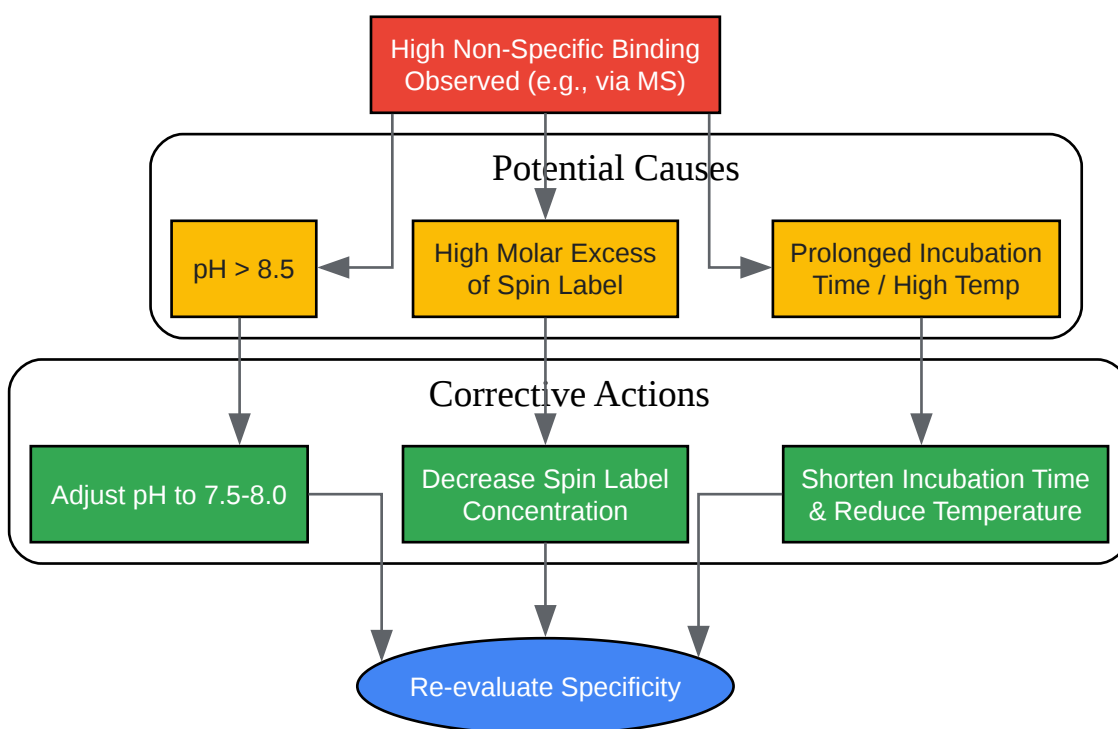 High Non-Specific Binding
Observed (e.g., via MS)
Potential Causes
pH > 8.5
High Molar Excess
of Spin Label
Prolonged Incubation
Time / High Temp
Corrective Actions
Adjust pH to 7.5-8.0
Decrease Spin Label
Concentration
Shorten Incubation Time
& Reduce Temperature
Re-evaluate Specificity